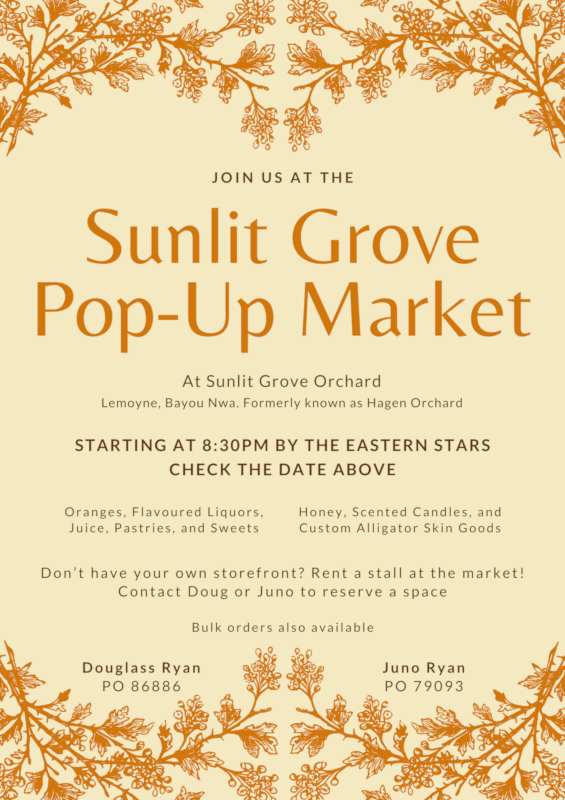 JOIN US AT THE
Sunlit Grove
Pop-Up Market
At Sunlit Grove Orchard
Lemoyne, Bayou Nwa. Formerly known as Hagen Orchard
STARTING AT 8:30PM BY THE EASTERN STARS
CHECK THE DATE ABOVE
Oranges, Flavoured Liquors,
Juice, Pastries, and Sweets
Honey, Scented Candles, and
Custom Alligator Skin Goods
Don't have your own storefront? Rent a stall at the market!
Contact Doug or Juno to reserve a space
Bulk orders also available
Douglass Ryan
PO 86886
Juno Ryan
PO 79093